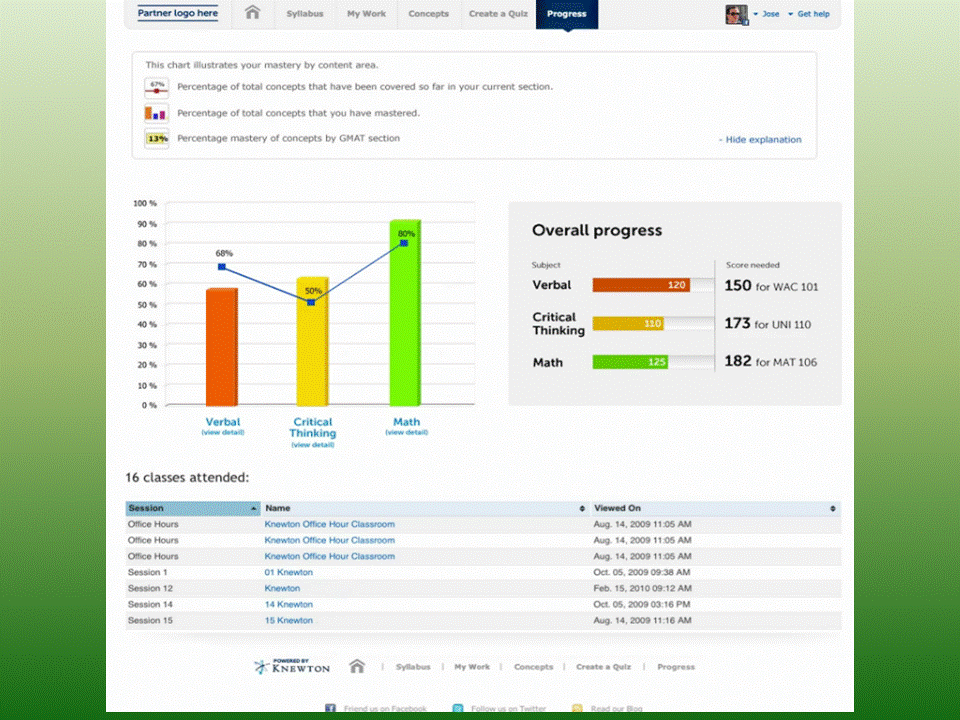 Partner logo here
Syllabus
My Work
Concepts
Create a Quiz
Progress
Jose
Get help
This chart illustrates your mastery by content area.
67%
Percentage of total concepts that have been covered so far in your current section.
Percentage of total concepts that you have mastered.
13%
Percentage mastery of concepts by GMAT section
- Hide explanation
100 %
90 %
80 %
70 %
60 %
50 %
40 %
30 %
20 %
10 %
0 %
68%
50%
80%
Verbal
(view detail)
Critical
Thinking
(view detail)
Math
(view detail)
Overall progress
Subject Score needed
Verbal 120 150 for WAC 101
Critical
Thinking 110 173 for UNI 110
Math 125 182 for MAT 106
16 classes attended:
Session Name Viewed On
Office Hours Knewton Office Hour Classroom Aug. 14, 2009 11:05 AM
Office Hours Knewton Office Hour Classroom Aug. 14, 2009 11:05 AM
Office Hours Knewton Office Hour Classroom Aug. 14, 2009 11:05 AM
Session 1 01 Knewton Oct. 05, 2009 09:38 AM
Session 12 Knewton Feb. 15, 2010 09:12 AM
Session 14 14 Knewton Oct. 05, 2009 03:16 PM
Session 15 15 Knewton Aug. 14, 2009 11:16 AM
POWERED BY
KNEWTON
| Syllabus | My Work | Concepts | Create a Quiz | Progress
Friend us on Facebook Follow us on Twitter Read our Blog